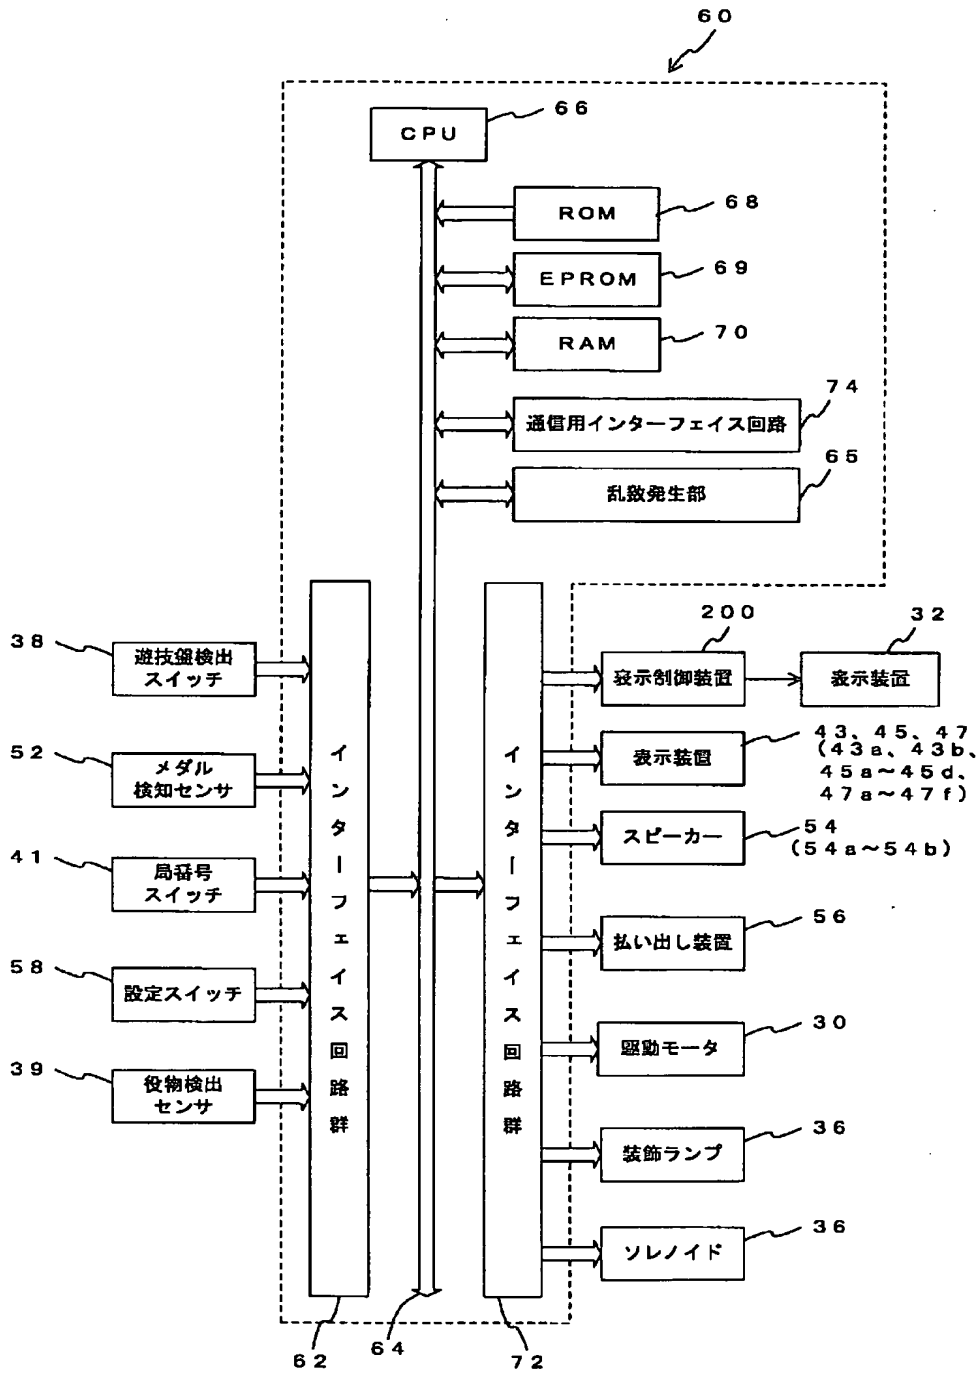 60
CPU
66
ROM
68
EPROM
69
RAM
70
通信用インターフェイス回路
74
乱数発生部
65
38
遊技盤検出
スイッチ
52
メダル
検知センサ
41
局番号
スイッチ
58
設定スイッチ
39
役物検出
センサ
インターフェイス回路群
62
64
インターフェイス回路群
72
表示制御装置
200
表示装置
32
表示装置
43、45、47
(43a、43b、
45a～45d、
47a～47f)
スピーカー
54
(54a～54b)
払い出し装置
56
駆動モータ
30
装飾ランプ
36
ソレノイド
36